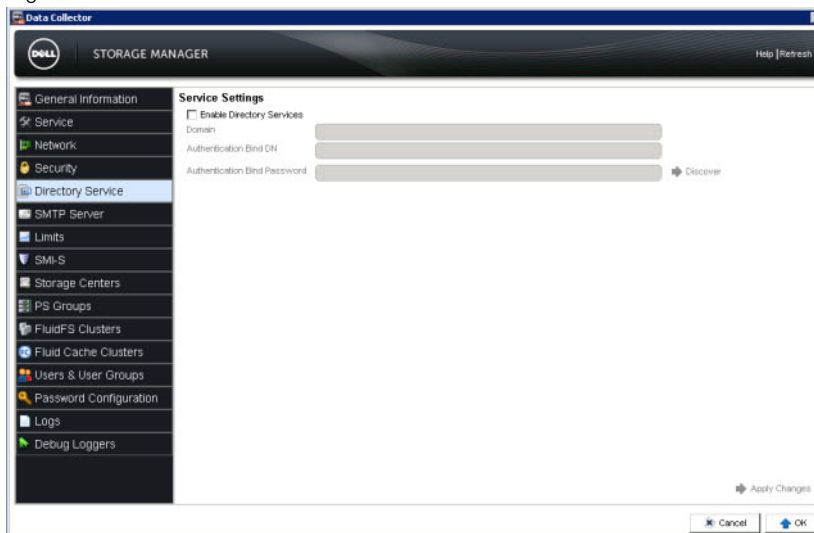 Data Collector
DELL
STORAGE MANAGER
Help | Refresh
General Information
Service
Network
Security
Directory Service
SMTP Server
Limits
SMI-S
Storage Centers
PS Groups
FluidFS Clusters
Fluid Cache Clusters
Users & User Groups
Password Configuration
Logs
Debug Loggers
Service Settings
Enable Directory Services
Domain
Authentication Bind DN
Authentication Bind Password
Discover
Apply Changes
Cancel
OK